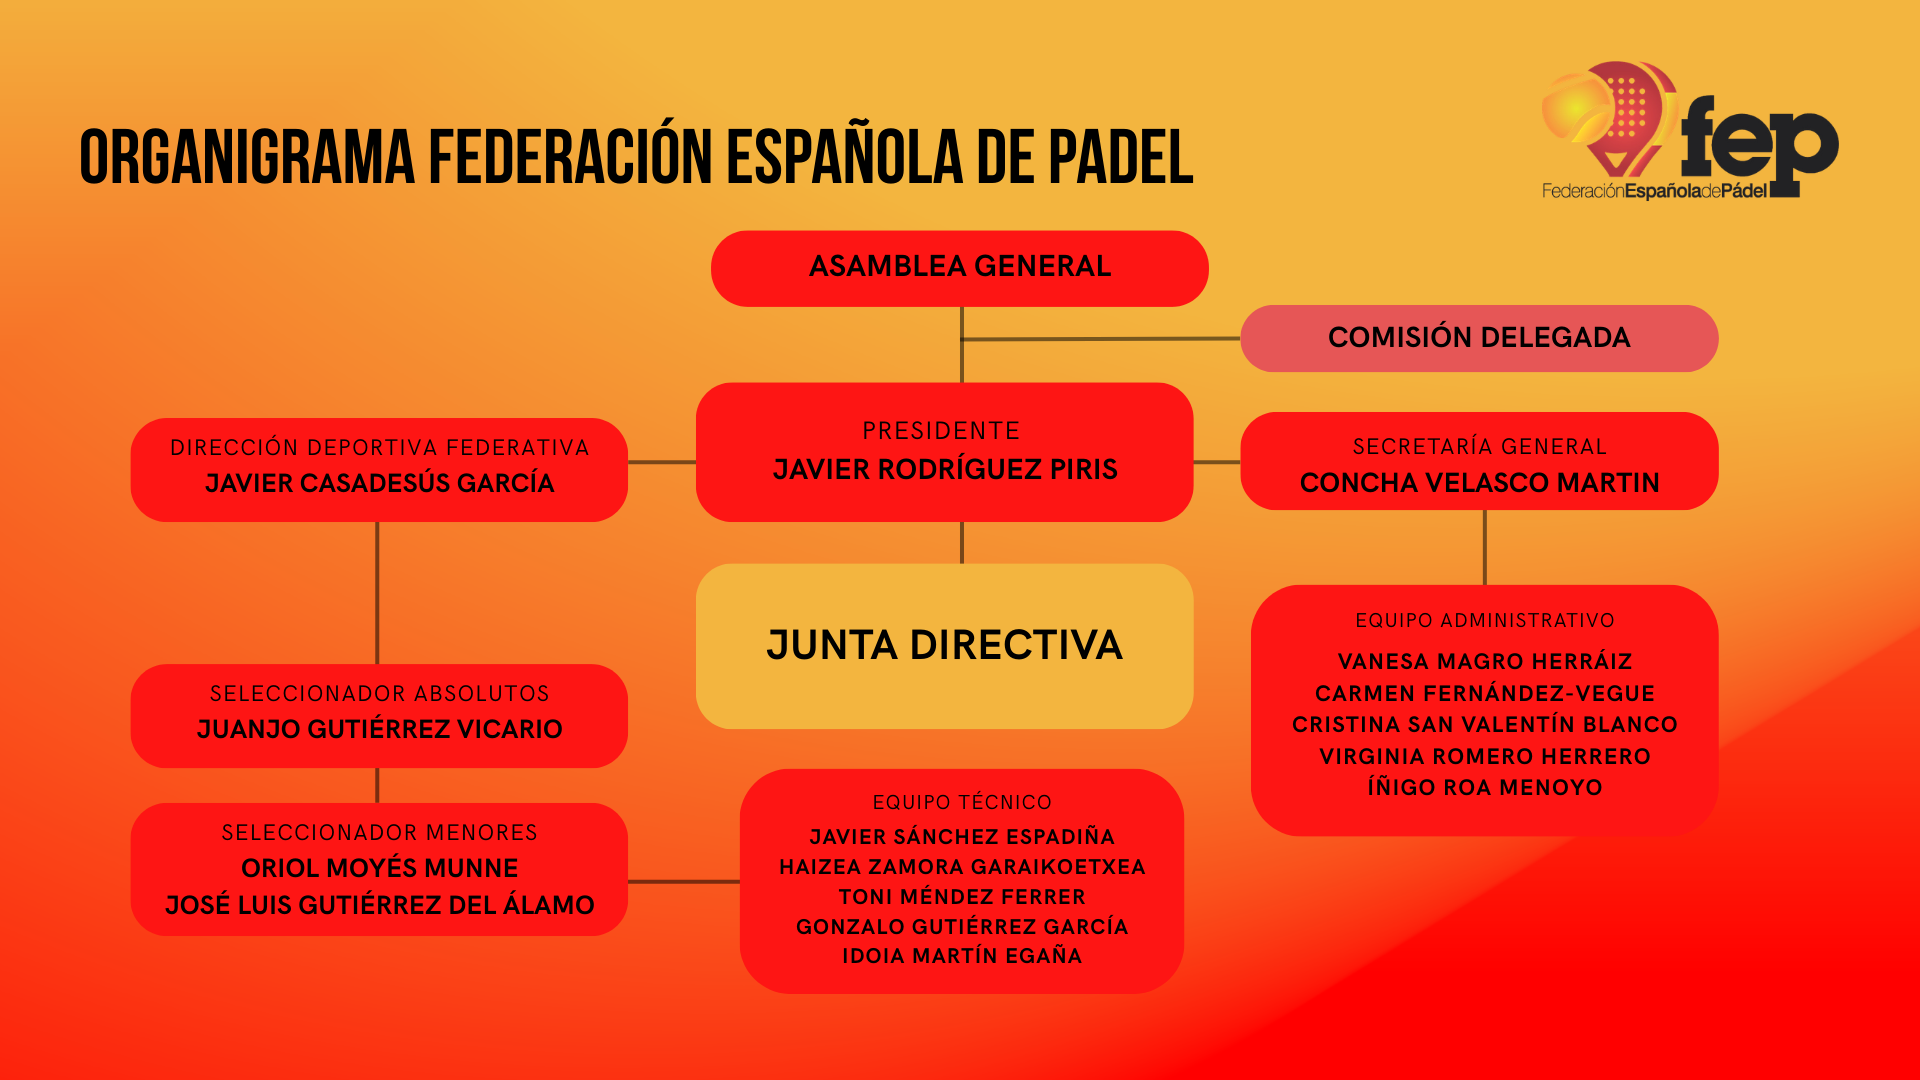 ORGANIGRAMA FEDERACIÓN ESPAÑOLA DE PADEL
fep
FederaciónEspañoladePádel
ASAMBLEA GENERAL
COMISIÓN DELEGADA
DIRECCIÓN DEPORTIVA FEDERATIVA
JAVIER CASADESÚS GARCÍA
PRESIDENTE
JAVIER RODRÍGUEZ PIRIS
SECRETARÍA GENERAL
CONCHA VELASCO MARTIN
JUNTA DIRECTIVA
EQUIPO ADMINISTRATIVO
VANESA MAGRO HERRÁIZ
CARMEN FERNÁNDEZ-VEGUE
CRISTINA SAN VALENTÍN BLANCO
VIRGINIA ROMERO HERRERO
ÍÑIGO ROA MENOYO
SELECCIONADOR ABSOLUTOS
JUANJO GUTIÉRREZ VICARIO
SELECCIONADOR MENORES
ORIOL MOYÉS MUNNE
JOSÉ LUIS GUTIÉRREZ DEL ÁLAMO
EQUIPO TÉCNICO
JAVIER SÁNCHEZ ESPADIÑA
HAIZEA ZAMORA GARAIKOETXEA
TONI MÉNDEZ FERRER
GONZALO GUTIÉRREZ GARCÍA
IDOIA MARTÍN EGAÑA